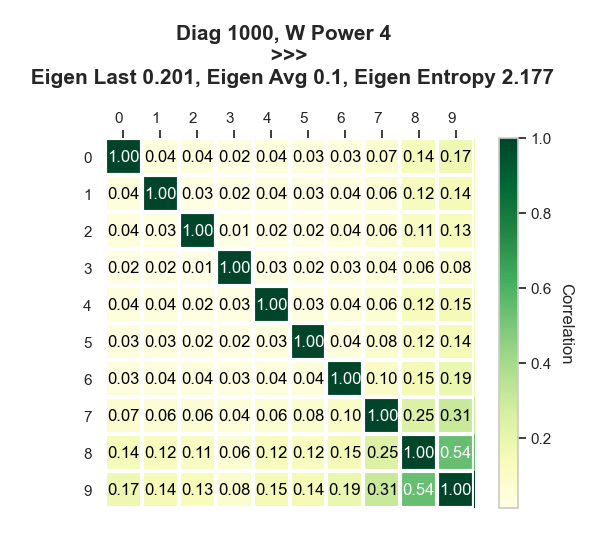 Diag 1000, W Power 4
>>>
Eigen Last 0.201, Eigen Avg 0.1, Eigen Entropy 2.177
0 1 2 3 4 5 6 7 8 9
0 1.00 0.04 0.04 0.02 0.04 0.03 0.03 0.07 0.14 0.17
1 0.04 1.00 0.03 0.02 0.04 0.03 0.04 0.06 0.12 0.14
2 0.04 0.03 1.00 0.01 0.02 0.02 0.04 0.06 0.11 0.13
3 0.02 0.02 0.01 1.00 0.03 0.02 0.03 0.04 0.06 0.08
4 0.04 0.04 0.02 0.03 1.00 0.03 0.04 0.06 0.12 0.15
5 0.03 0.03 0.02 0.02 0.03 1.00 0.04 0.08 0.12 0.14
6 0.03 0.04 0.04 0.03 0.04 0.04 1.00 0.10 0.15 0.19
7 0.07 0.06 0.06 0.04 0.06 0.08 0.10 1.00 0.25 0.31
8 0.14 0.12 0.11 0.06 0.12 0.12 0.15 0.25 1.00 0.54
9 0.17 0.14 0.13 0.08 0.15 0.14 0.19 0.31 0.54 1.00
1.0
0.8
0.6
0.4
0.2
Correlation